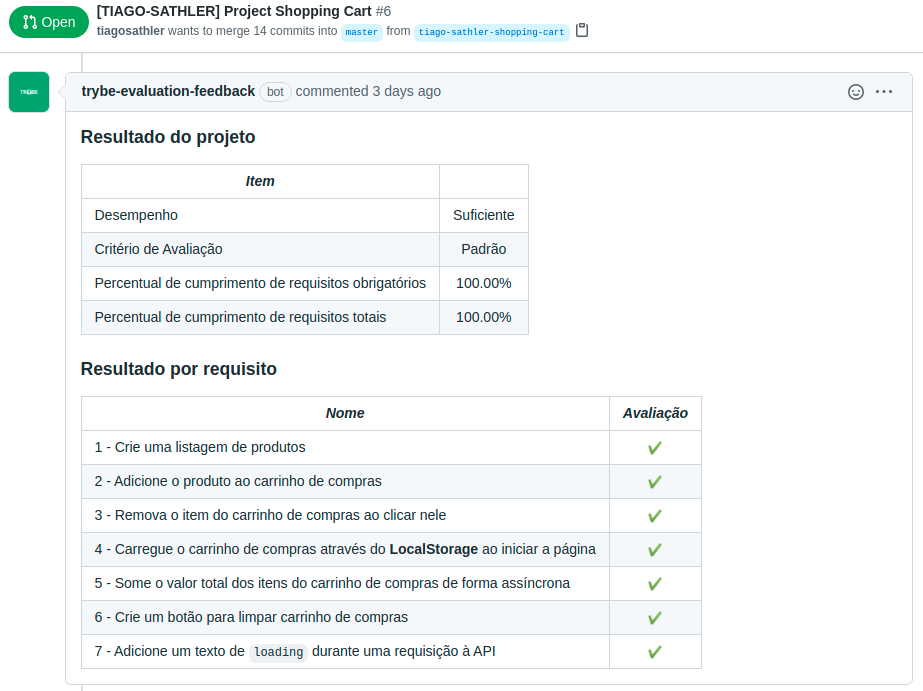 Open
[TIAGO-SATHLER] Project Shopping Cart #6
tiagosathler wants to merge 14 commits into master from tiago-sathler-shopping-cart
TRYBE
trybe-evaluation-feedback bot commented 3 days ago
Resultado do projeto
Item
Desempenho Suficiente
Critério de Avaliação Padrão
Percentual de cumprimento de requisitos obrigatórios 100.00%
Percentual de cumprimento de requisitos totais 100.00%
Resultado por requisito
Nome Avaliação
1 - Crie uma listagem de produtos ✔
2 - Adicione o produto ao carrinho de compras ✔
3 - Remova o item do carrinho de compras ao clicar nele ✔
4 - Carregue o carrinho de compras através do LocalStorage ao iniciar a página ✔
5 - Some o valor total dos itens do carrinho de compras de forma assíncrona ✔
6 - Crie um botão para limpar carrinho de compras ✔
7 - Adicione um texto de loading durante uma requisição à API ✔